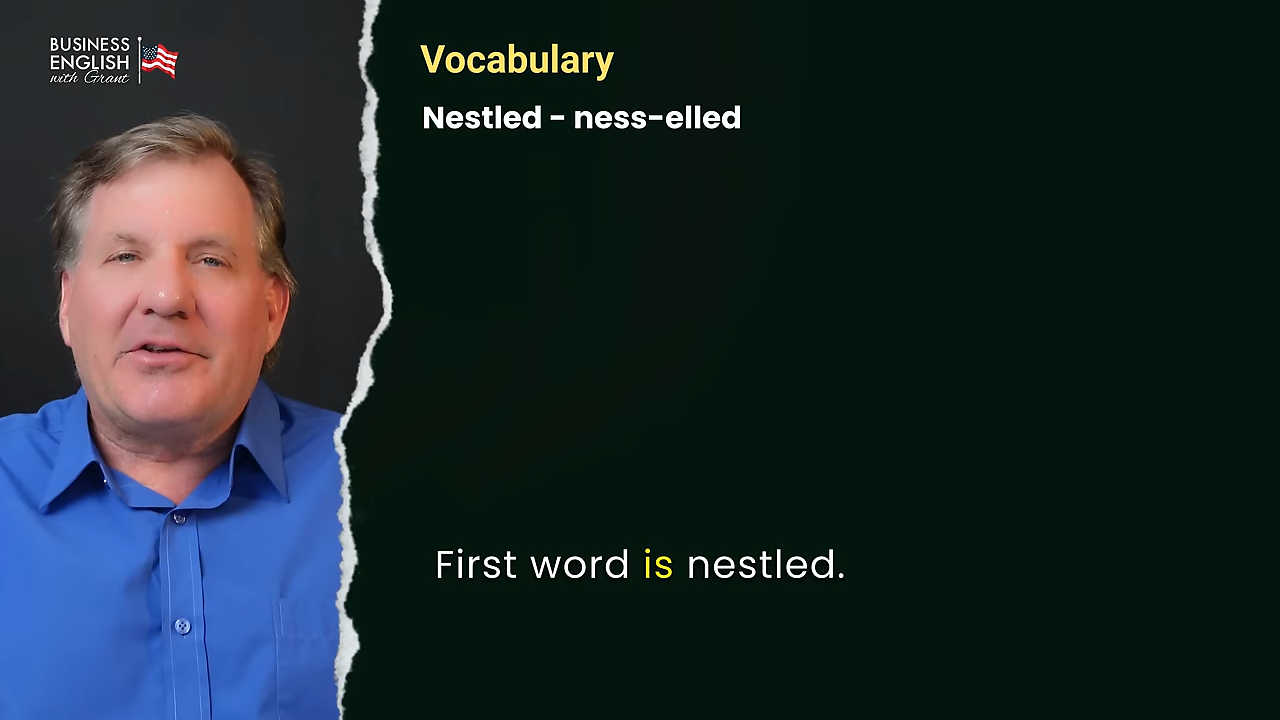 BUSINESS
ENGLISH
with Grant
Vocabulary
Nestled - ness-elled
First word is nestled.